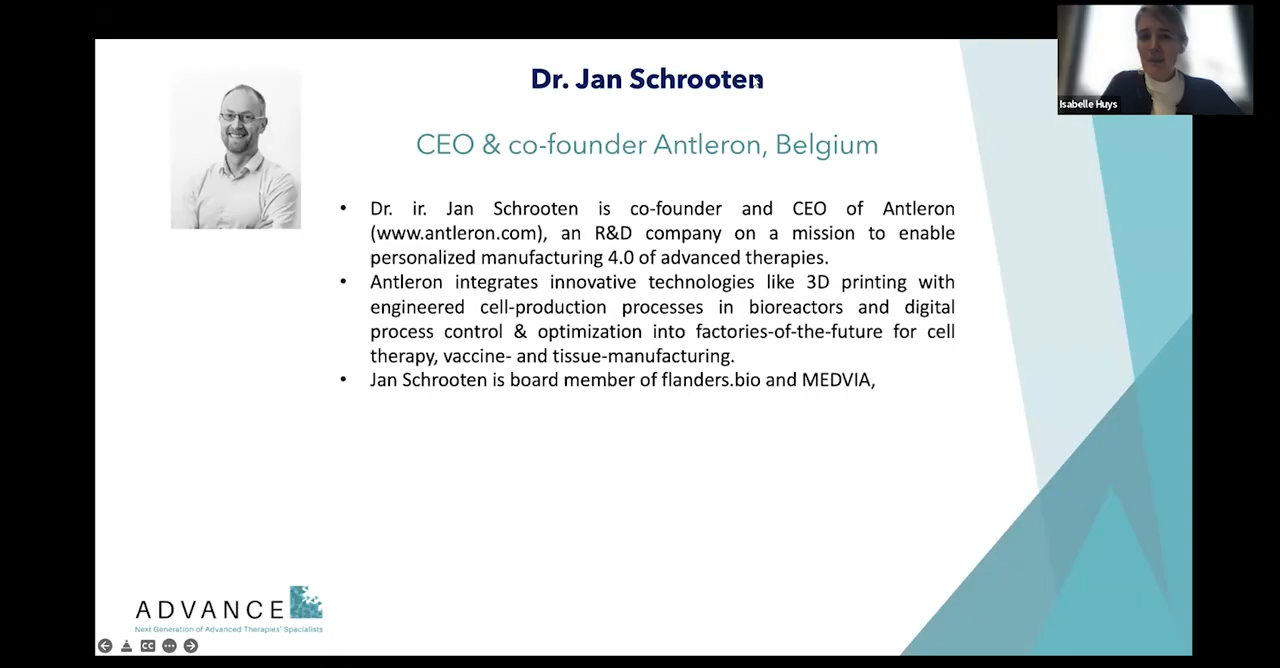 Dr. Jan Schrooten
Isabelle Huys
CEO & co-founder Antleron, Belgium
• Dr. ir. Jan Schrooten is co-founder and CEO of Antleron
(www.antleron.com), an R&D company on a mission to enable
personalized manufacturing 4.0 of advanced therapies.
• Antleron integrates innovative technologies like 3D printing with
engineered cell-production processes in bioreactors and digital
process control & optimization into factories-of-the-future for cell
therapy, vaccine- and tissue-manufacturing.
• Jan Schrooten is board member of flanders.bio and MEDVIA,
ADVANCE
Next Generation of Advanced Therapies' Specialists
CC